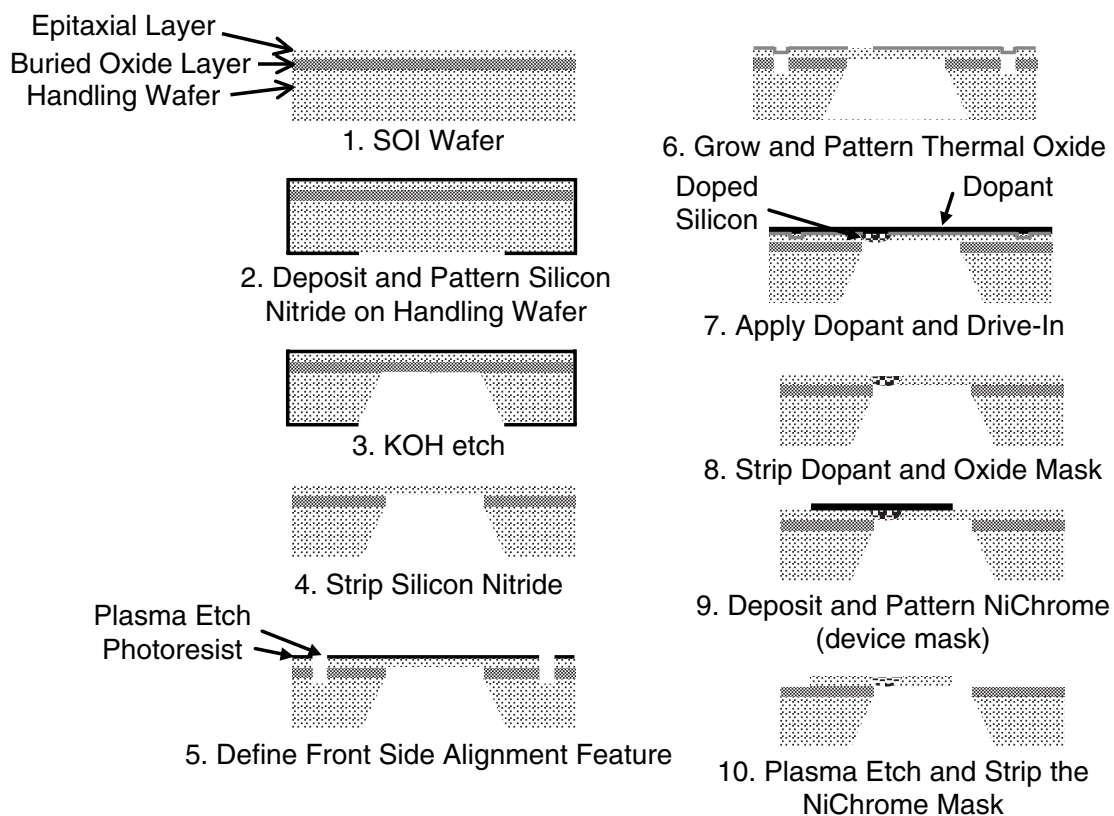 Epitaxial Layer
Buried Oxide Layer
Handling Wafer
1. SOI Wafer
2. Deposit and Pattern Silicon
Nitride on Handling Wafer
3. KOH etch
4. Strip Silicon Nitride
Plasma Etch
Photoresist
5. Define Front Side Alignment Feature
6. Grow and Pattern Thermal Oxide
Doped
Silicon
Dopant
7. Apply Dopant and Drive-In
8. Strip Dopant and Oxide Mask
9. Deposit and Pattern NiChrome
(device mask)
10. Plasma Etch and Strip the
NiChrome Mask